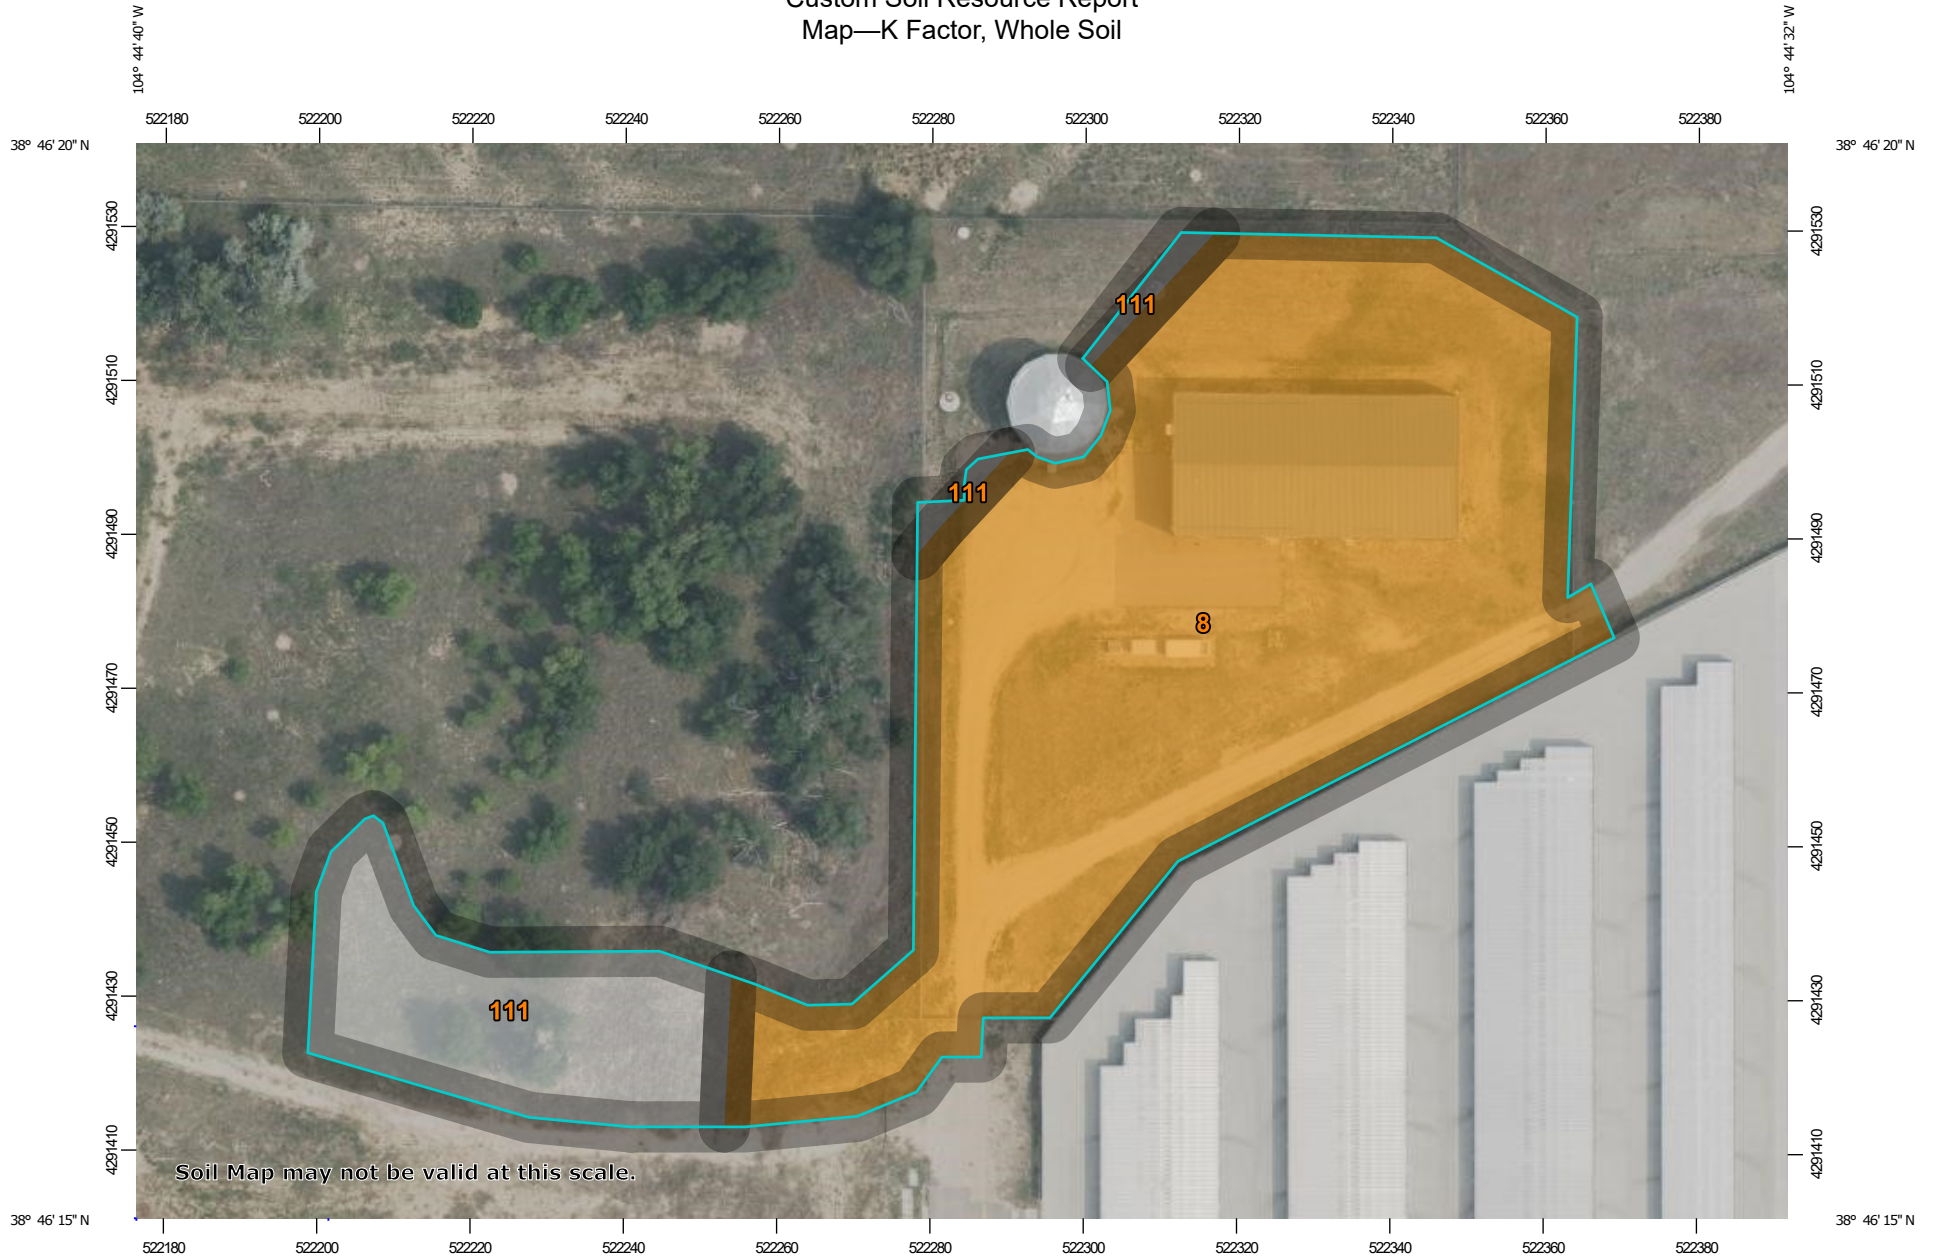 Custom Soil Resource Report
Map—K Factor, Whole Soil
104° 44' 40" W
104° 44' 32" W
522180 522200 522220 522240 522260 522280 522300 522320 522340 522360 522380
38° 46' 20" N
38° 46' 20" N
4291530
4291530
111
4291510
4291510
111
4291490
4291490
8
4291470
4291470
4291450
4291450
111
4291430
4291430
4291410
4291410
Soil Map may not be valid at this scale.
38° 46' 15" N
38° 46' 15" N
522180 522200 522220 522240 522260 522280 522300 522320 522340 522360 522380